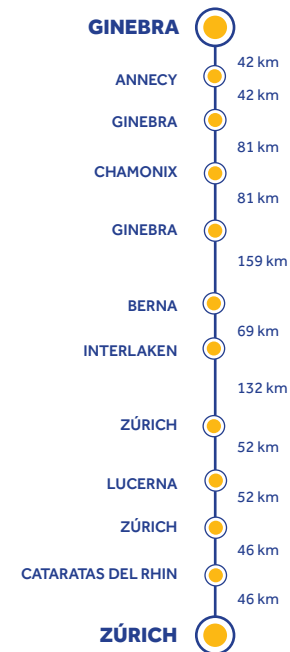 GINEBRA
42 km
ANNECY
42 km
GINEBRA
81 km
CHAMONIX
81 km
GINEBRA
159 km
BERNA
69 km
INTERLAKEN
132 km
ZÚRICH
52 km
LUCERNA
52 km
ZÚRICH
46 km
CATARATAS DEL RHIN
46 km
ZÚRICH